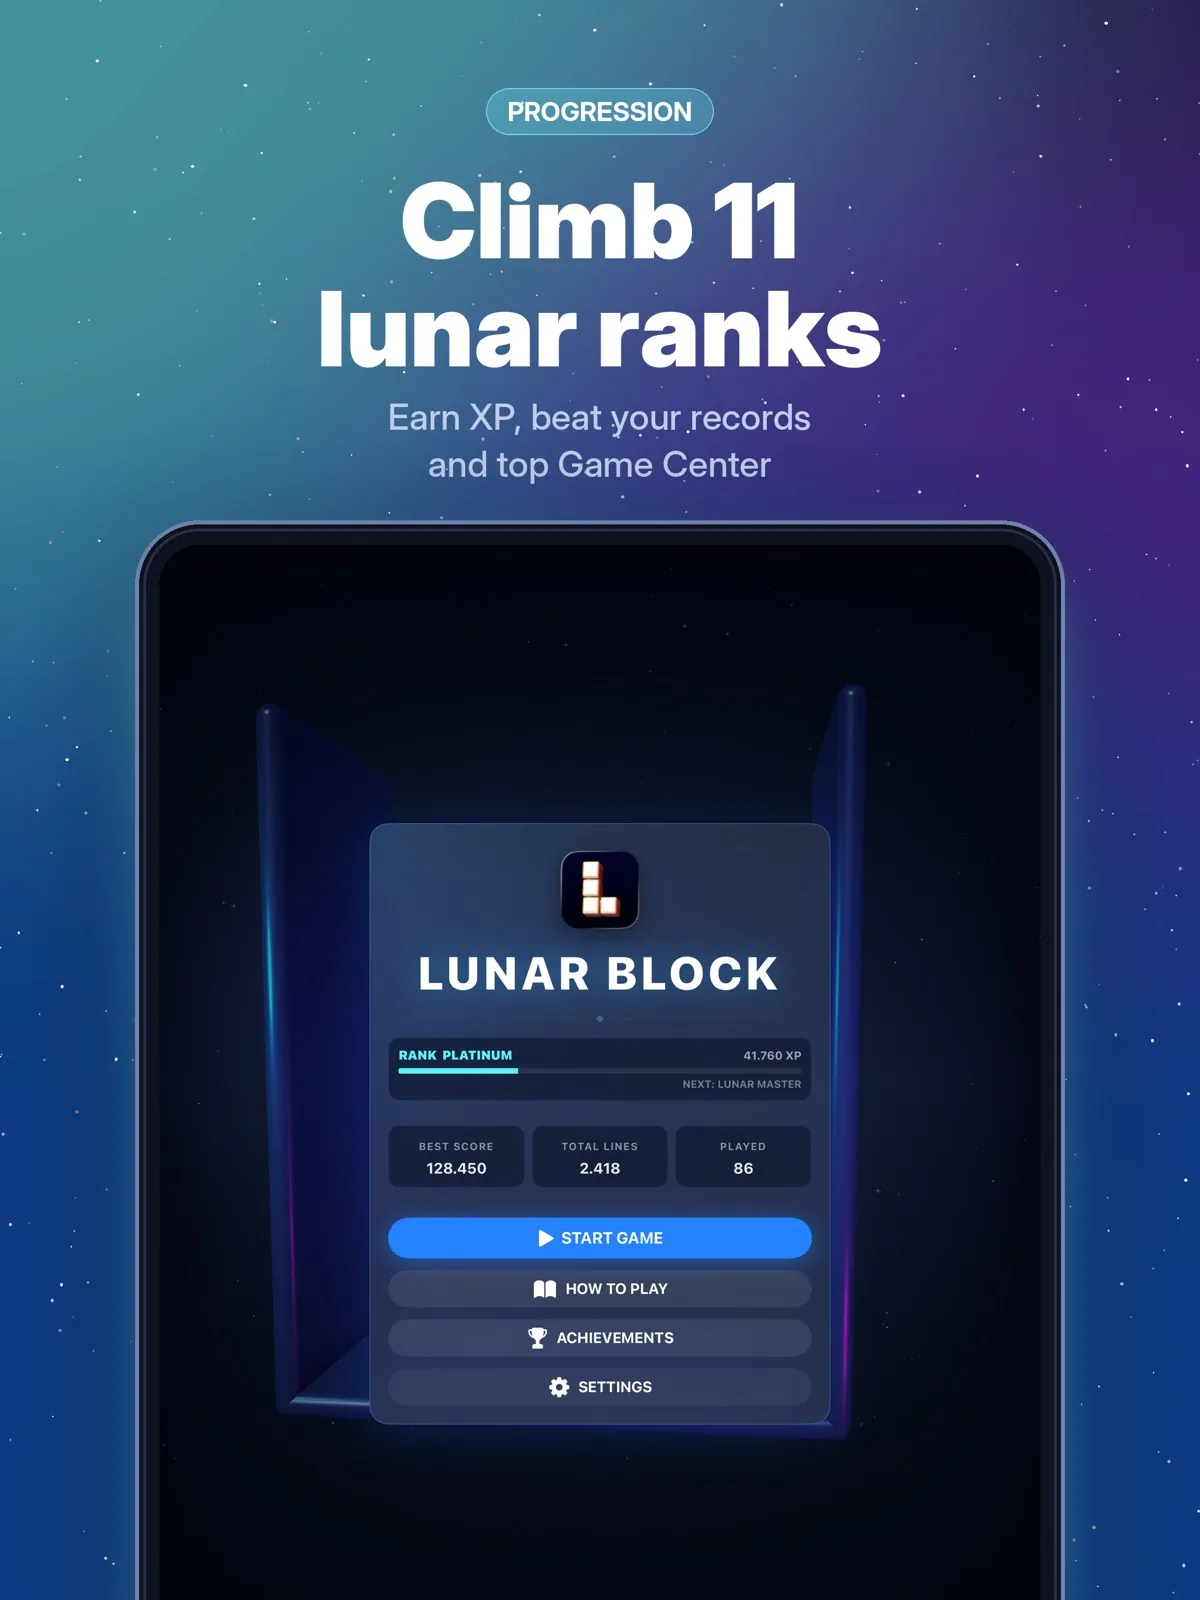 PROGRESSION
Climb 11
lunar ranks
Earn XP, beat your records
and top Game Center
LUNAR BLOCK
RANK PLATINUM
41.760 XP
NEXT: LUNAR MASTER
BEST SCORE
128.450
TOTAL LINES
2.418
PLAYED
86
START GAME
HOW TO PLAY
ACHIEVEMENTS
SETTINGS